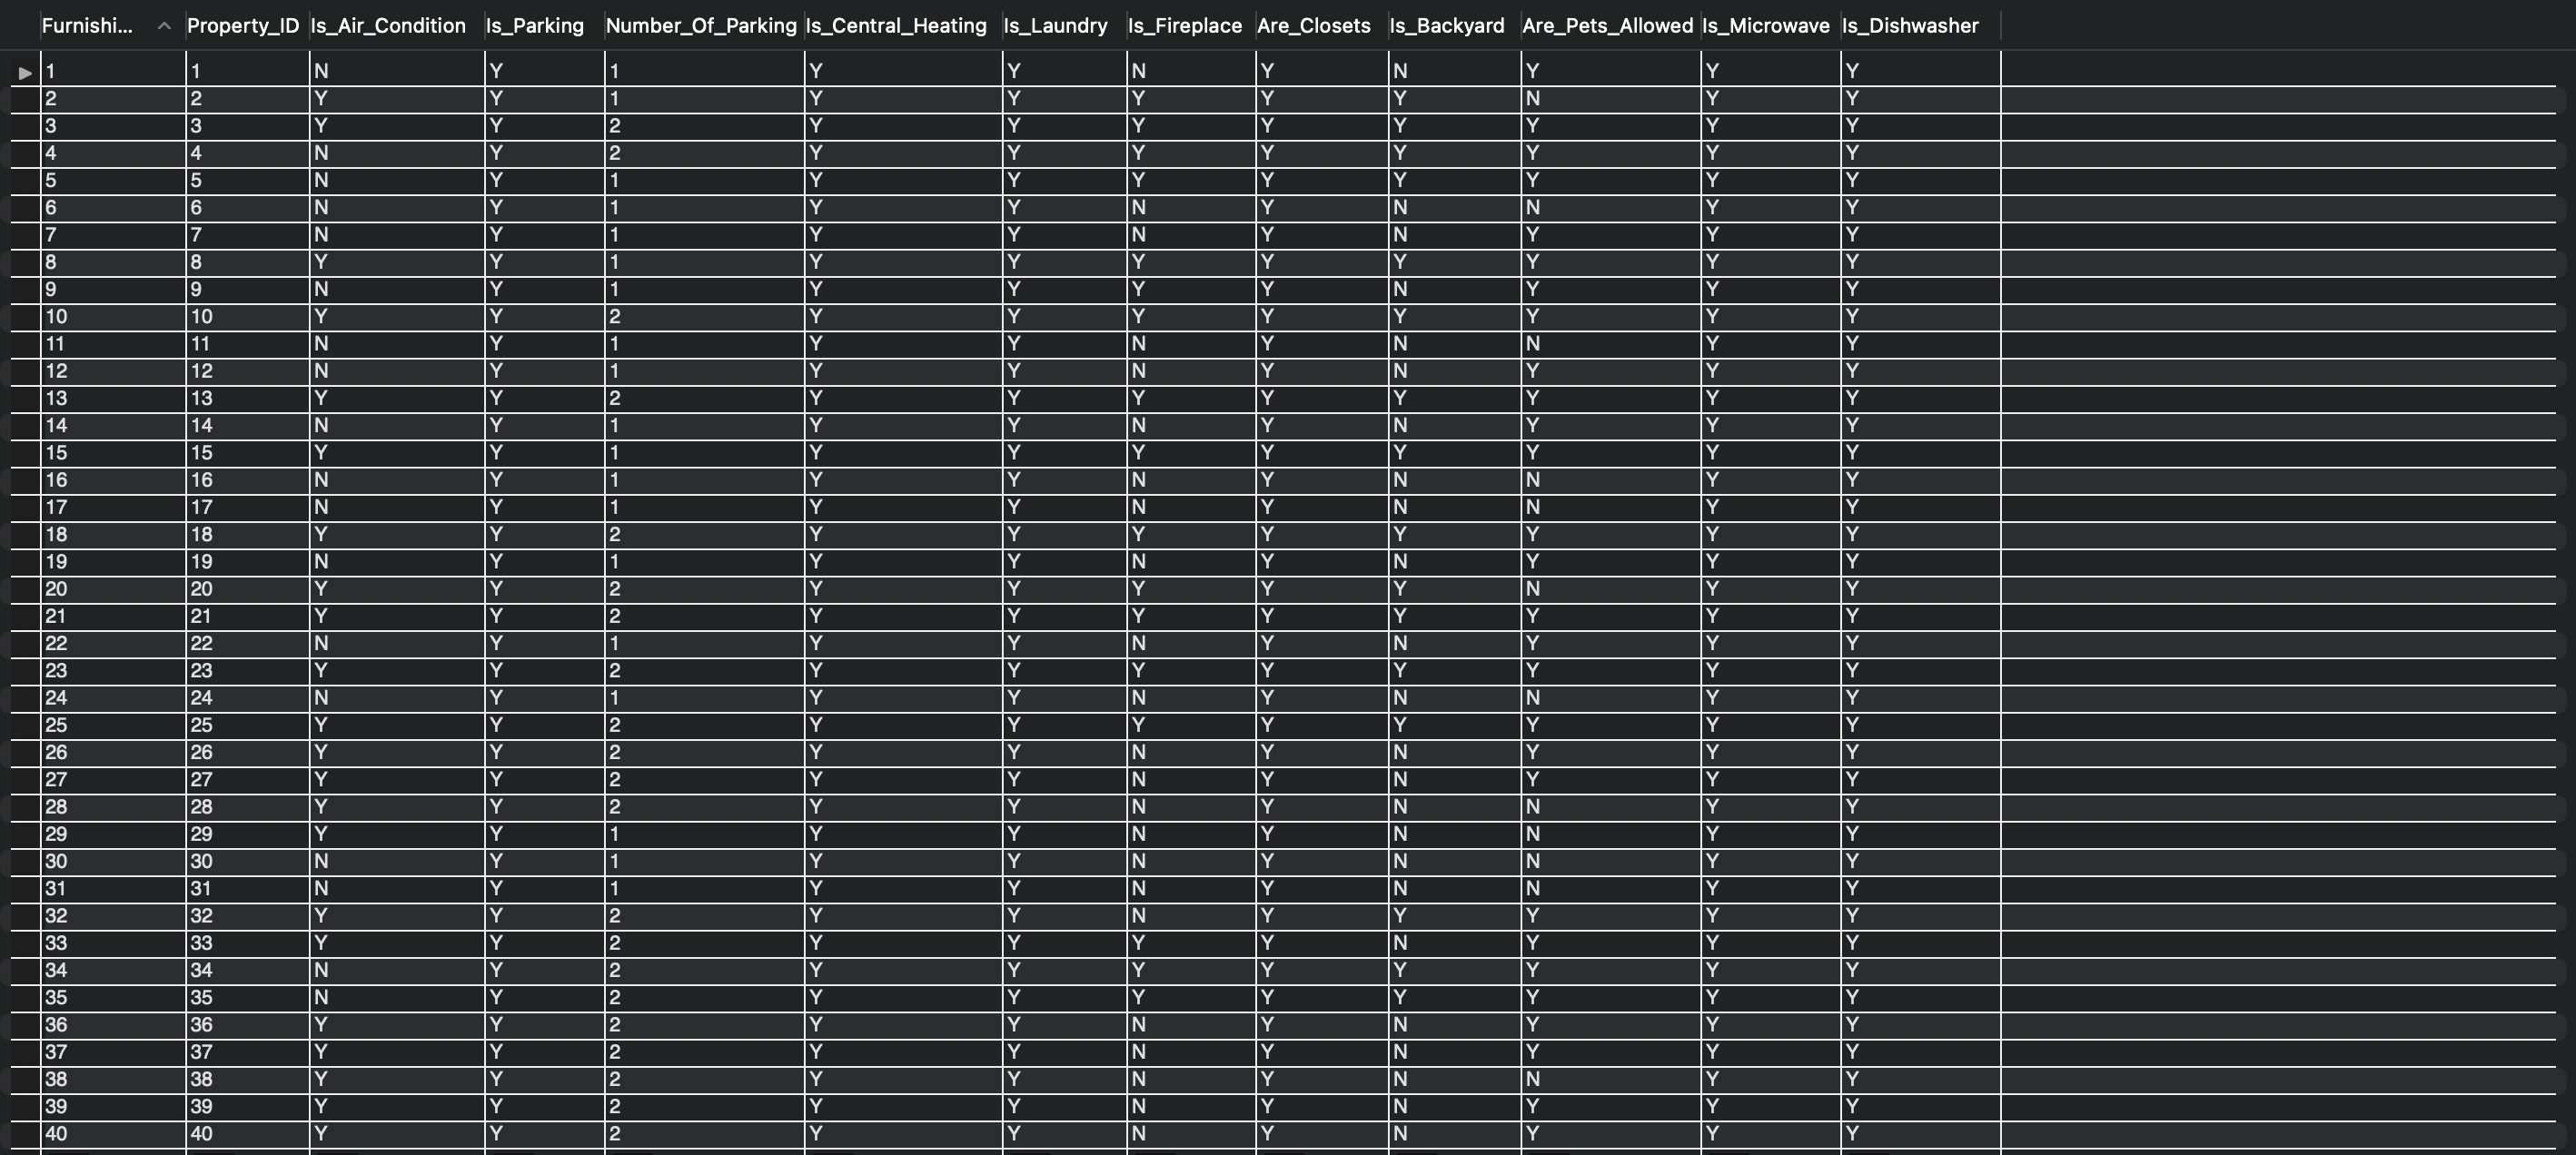 Furnishi... Property_ID Is_Air_Condition Is_Parking Number_Of_Parking Is_Central_Heating Is_Laundry Is_Fireplace Are_Closets Is_Backyard Are_Pets_Allowed Is_Microwave Is_Dishwasher
1 1 N Y 1 Y Y N Y N Y Y Y
2 2 Y Y 1 Y Y Y Y Y N Y Y
3 3 Y Y 2 Y Y Y Y Y Y Y Y
4 4 N Y 2 Y Y Y Y Y Y Y Y
5 5 N Y 1 Y Y Y Y Y Y Y Y
6 6 N Y 1 Y Y N Y N N Y Y
7 7 N Y 1 Y Y N Y N Y Y Y
8 8 Y Y 1 Y Y Y Y Y Y Y Y
9 9 N Y 1 Y Y Y Y N Y Y Y
10 10 Y Y 2 Y Y Y Y Y Y Y Y
11 11 N Y 1 Y Y N Y N N Y Y
12 12 N Y 1 Y Y N Y N Y Y Y
13 13 Y Y 2 Y Y Y Y Y Y Y Y
14 14 N Y 1 Y Y N Y N Y Y Y
15 15 Y Y 1 Y Y Y Y Y Y Y Y
16 16 N Y 1 Y Y N Y N N Y Y
17 17 N Y 1 Y Y N Y N N Y Y
18 18 Y Y 2 Y Y Y Y Y Y Y Y
19 19 N Y 1 Y Y N Y N Y Y Y
20 20 Y Y 2 Y Y Y Y Y N Y Y
21 21 Y Y 2 Y Y Y Y Y Y Y Y
22 22 N Y 1 Y Y N Y N Y Y Y
23 23 Y Y 2 Y Y Y Y Y Y Y Y
24 24 N Y 1 Y Y N Y N N Y Y
25 25 Y Y 2 Y Y Y Y Y Y Y Y
26 26 Y Y 2 Y Y N Y N Y Y Y
27 27 Y Y 2 Y Y N Y N Y Y Y
28 28 Y Y 2 Y Y N Y N N Y Y
29 29 Y Y 1 Y Y N Y N N Y Y
30 30 N Y 1 Y Y N Y N N Y Y
31 31 N Y 1 Y Y N Y N N Y Y
32 32 Y Y 2 Y Y N Y Y Y Y Y
33 33 Y Y 2 Y Y Y Y N Y Y Y
34 34 N Y 2 Y Y Y Y Y Y Y Y
35 35 N Y 2 Y Y Y Y Y Y Y Y
36 36 Y Y 2 Y Y N Y N Y Y Y
37 37 Y Y 2 Y Y N Y N Y Y Y
38 38 Y Y 2 Y Y N Y N N Y Y
39 39 Y Y 2 Y Y N Y N Y Y Y
40 40 Y Y 2 Y Y N Y N Y Y Y